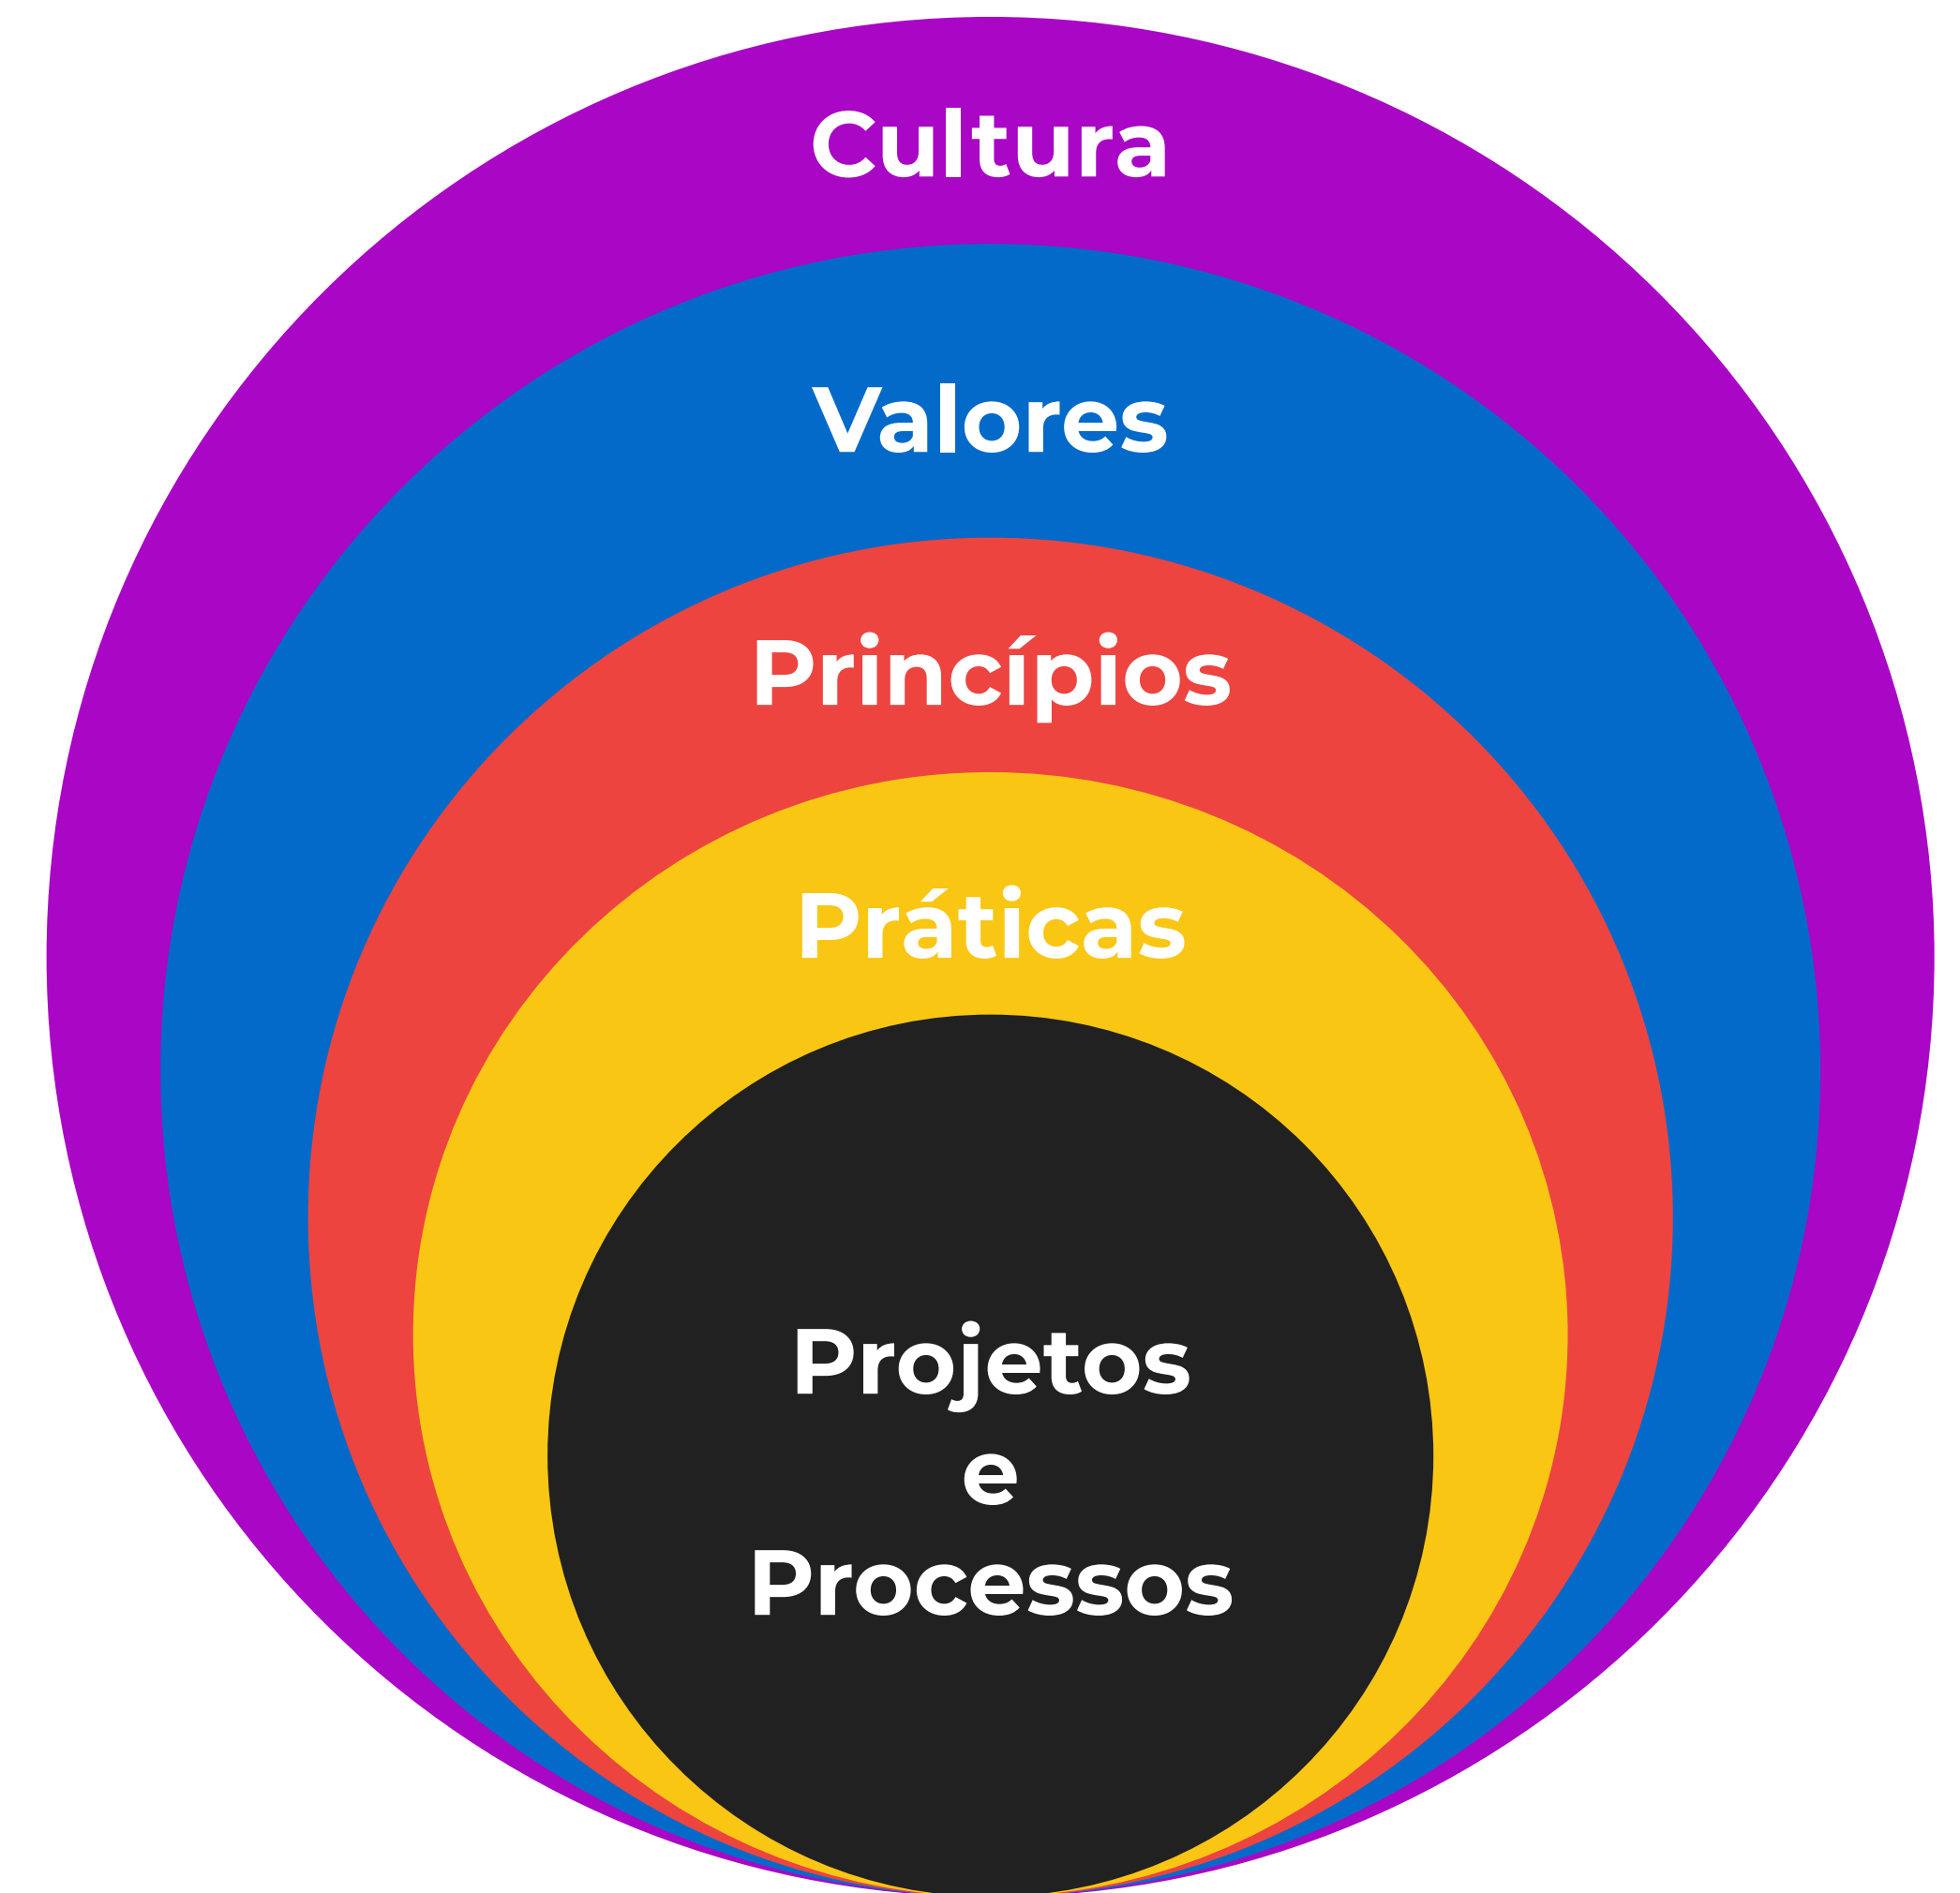 Cultura
Valores
Princípios
Práticas
Projetos
e
Processos